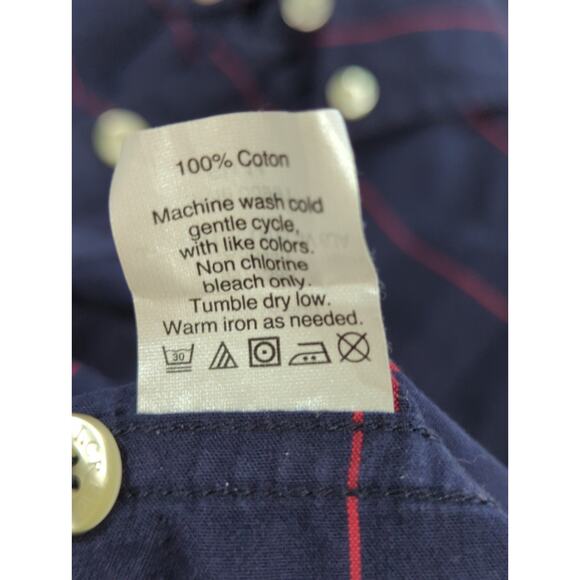 100% Coton
Machine wash cold
gentle cycle,
with like colors.
Non chlorine
bleach only.
Tumble dry low.
Warm iron as needed.
30
J.CR